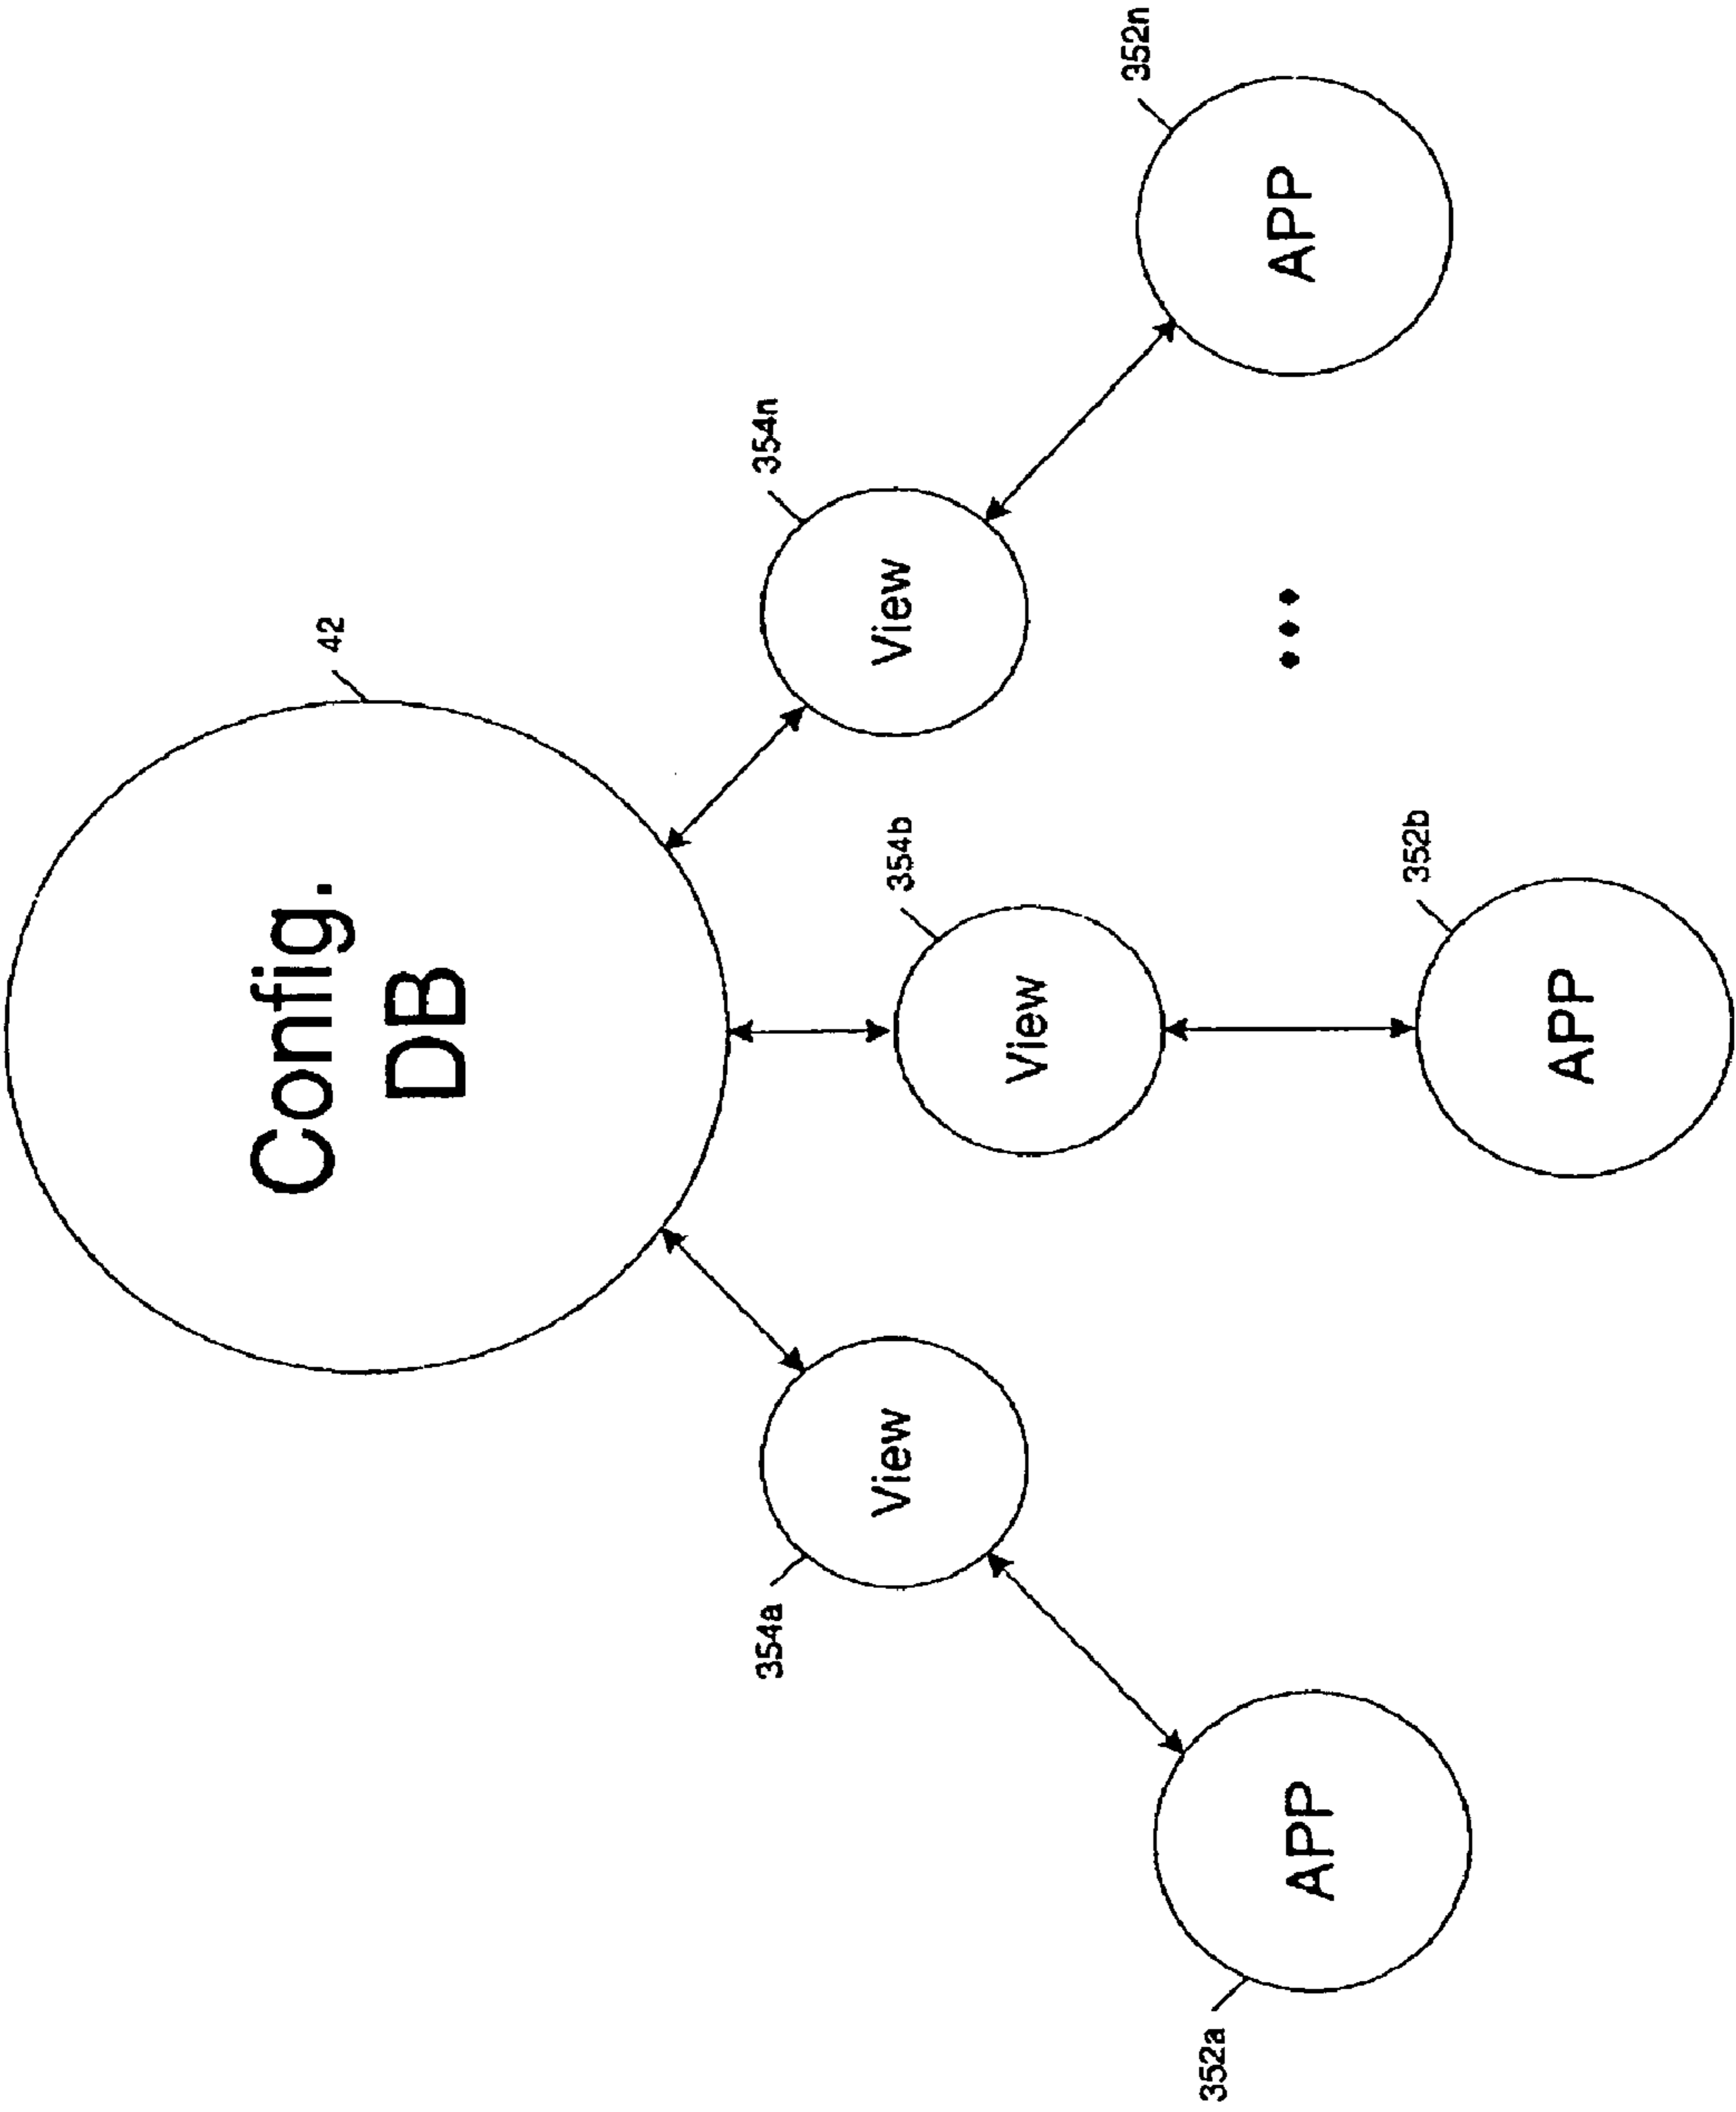 Config.
DB
42
354a
View
View
354b
View
354n
352a
APP
APP
352b
•••
APP
352n